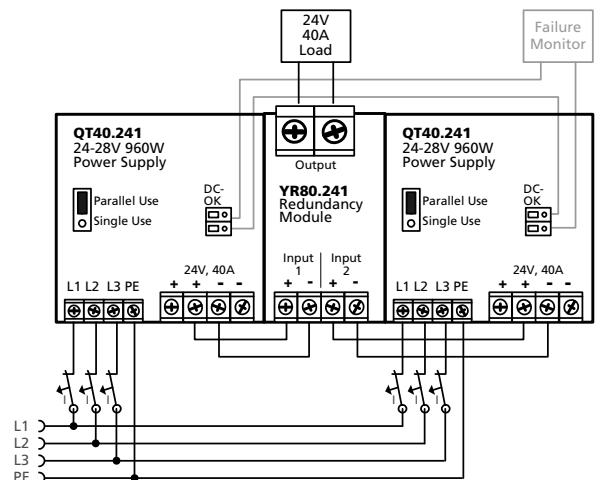 24V
40A
Load
Failure
Monitor
QT40.241
24-28V 960W
Power Supply
Parallel Use
Single Use
DC-
OK
24V, 40A
+ + - -
L1 L2 L3 PE
Output
YR80.241
Redundancy
Module
Input
1
Input
2
+ - + -
QT40.241
24-28V 960W
Power Supply
Parallel Use
Single Use
DC-
OK
24V, 40A
+ + - -
L1 L2 L3 PE
I
I
I
I
I
I
L1
L2
L3
PE